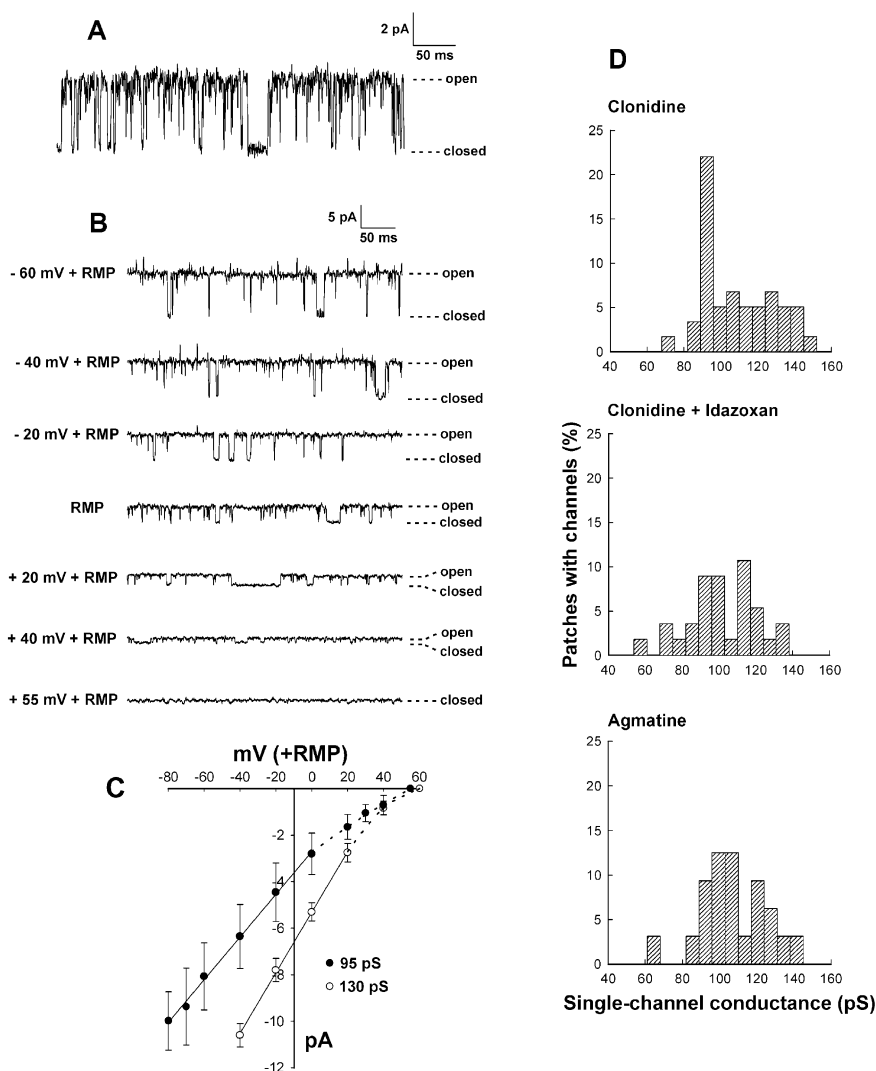 A
2 pA
50 ms
open
closed
B
5 pA
50 ms
- 60 mV + RMP
open
closed
- 40 mV + RMP
open
closed
- 20 mV + RMP
open
closed
RMP
open
closed
+ 20 mV + RMP
open
closed
+ 40 mV + RMP
open
closed
+ 55 mV + RMP
closed
C
mV (+RMP)
-80 -60 -40 -20 0 20 40 60
-2
-4
-6
-8
-10
-12
95 pS
130 pS
pA
D
Clonidine
25
20
15
10
5
0
40 60 80 100 120 140 160
Clonidine + Idazoxan
25
20
15
10
5
0
40 60 80 100 120 140 160
Patches with channels (%)
Agmatine
25
20
15
10
5
0
40 60 80 100 120 140 160
Single-channel conductance (pS)